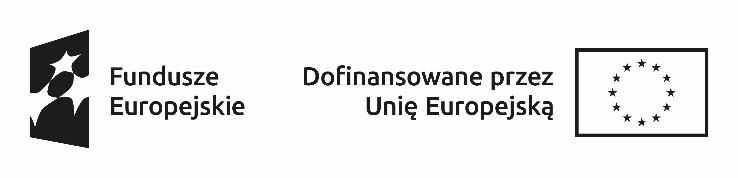 Fundusze
Europejskie
Dofinansowane przez
Unię Europejską